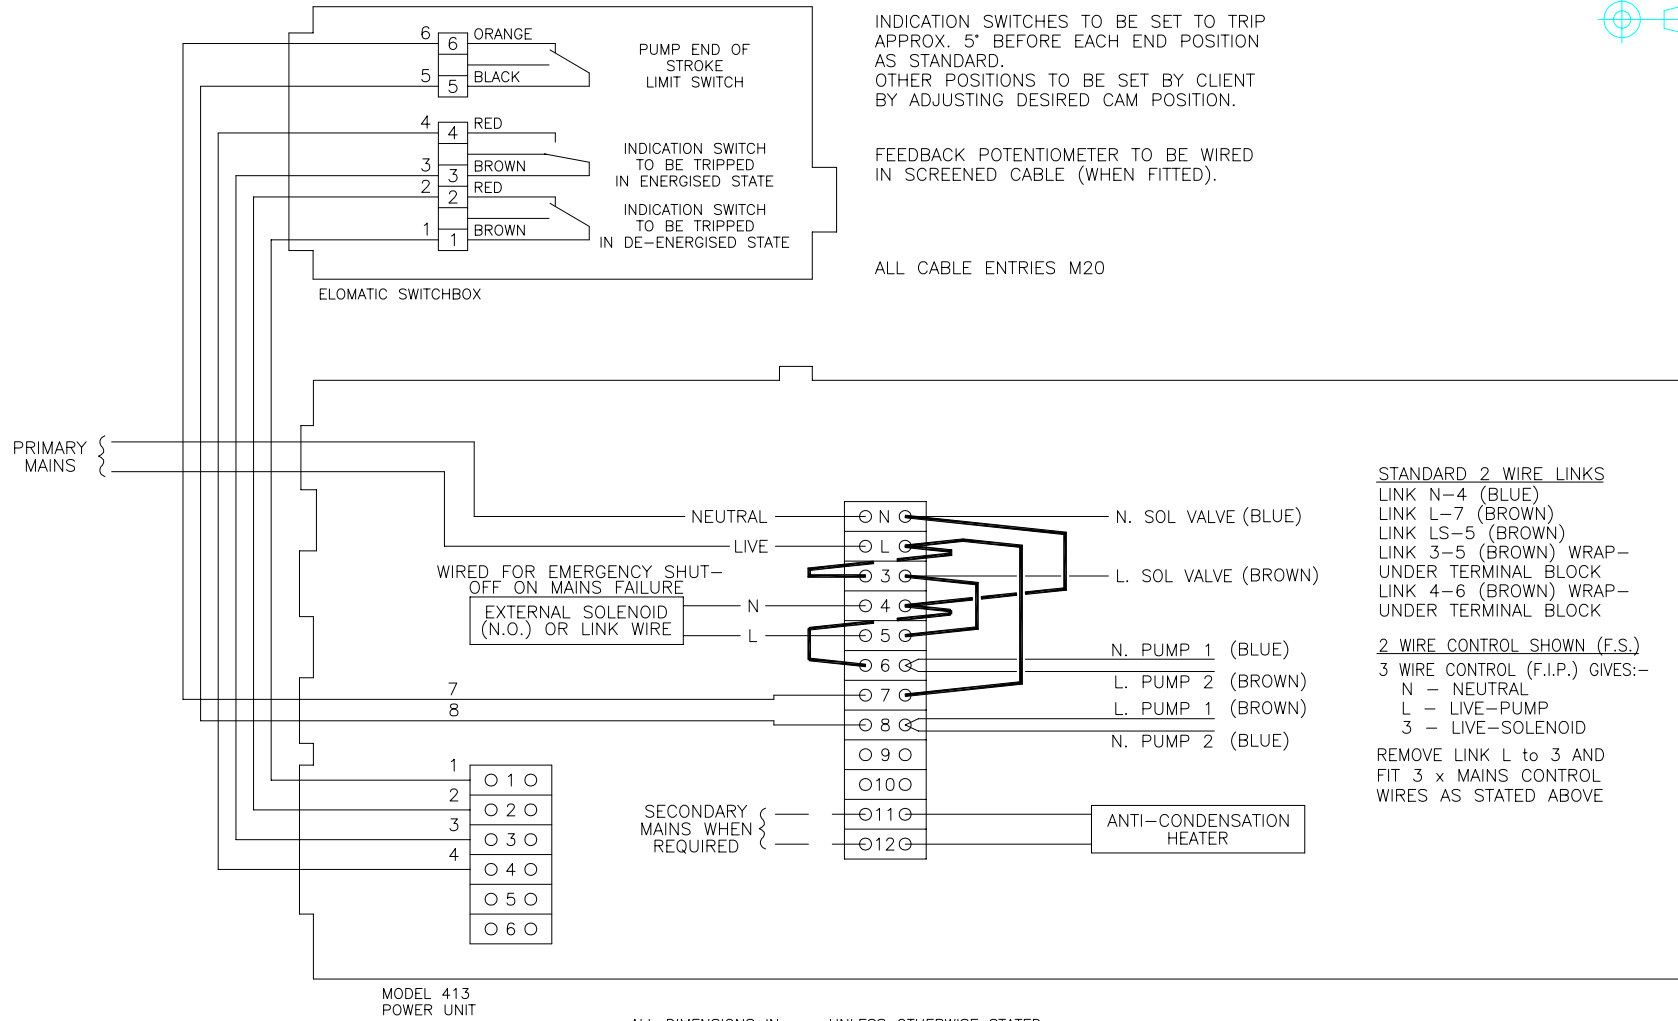 6 6 ORANGE
5 5 BLACK
PUMP END OF
STROKE
LIMIT SWITCH
4 4 RED
3 3 BROWN
INDICATION SWITCH
TO BE TRIPPED
IN ENERGISED STATE
2 2 RED
1 1 BROWN
INDICATION SWITCH
TO BE TRIPPED
IN DE-ENERGISED STATE
ELOMATIC SWITCHBOX
INDICATION SWITCHES TO BE SET TO TRIP
APPROX. 5° BEFORE EACH END POSITION
AS STANDARD.
OTHER POSITIONS TO BE SET BY CLIENT
BY ADJUSTING DESIRED CAM POSITION.
FEEDBACK POTENTIOMETER TO BE WIRED
IN SCREENED CABLE (WHEN FITTED).
ALL CABLE ENTRIES M20
PRIMARY
MAINS
NEUTRAL
LIVE
WIRED FOR EMERGENCY SHUT-
OFF ON MAINS FAILURE
EXTERNAL SOLENOID
(N.O.) OR LINK WIRE
N
L
7
8
N
L
3
4
5
6
7
8
9
10
11
12
N. SOL VALVE (BLUE)
L. SOL VALVE (BROWN)
N. PUMP 1 (BLUE)
L. PUMP 2 (BROWN)
L. PUMP 1 (BROWN)
N. PUMP 2 (BLUE)
SECONDARY
MAINS WHEN
REQUIRED
ANTI-CONDENSATION
HEATER
1
2
3
4
1
2
3
4
5
6
STANDARD 2 WIRE LINKS
LINK N-4 (BLUE)
LINK L-7 (BROWN)
LINK LS-5 (BROWN)
LINK 3-5 (BROWN) WRAP-
UNDER TERMINAL BLOCK
LINK 4-6 (BROWN) WRAP-
UNDER TERMINAL BLOCK
2 WIRE CONTROL SHOWN (F.S.)
3 WIRE CONTROL (F.I.P.) GIVES:-
N - NEUTRAL
L - LIVE-PUMP
3 - LIVE-SOLENOID
REMOVE LINK L to 3 AND
FIT 3 x MAINS CONTROL
WIRES AS STATED ABOVE
MODEL 413
POWER UNIT
ALL DIMENSIONS IN UNLESS OTHERWISE STATED